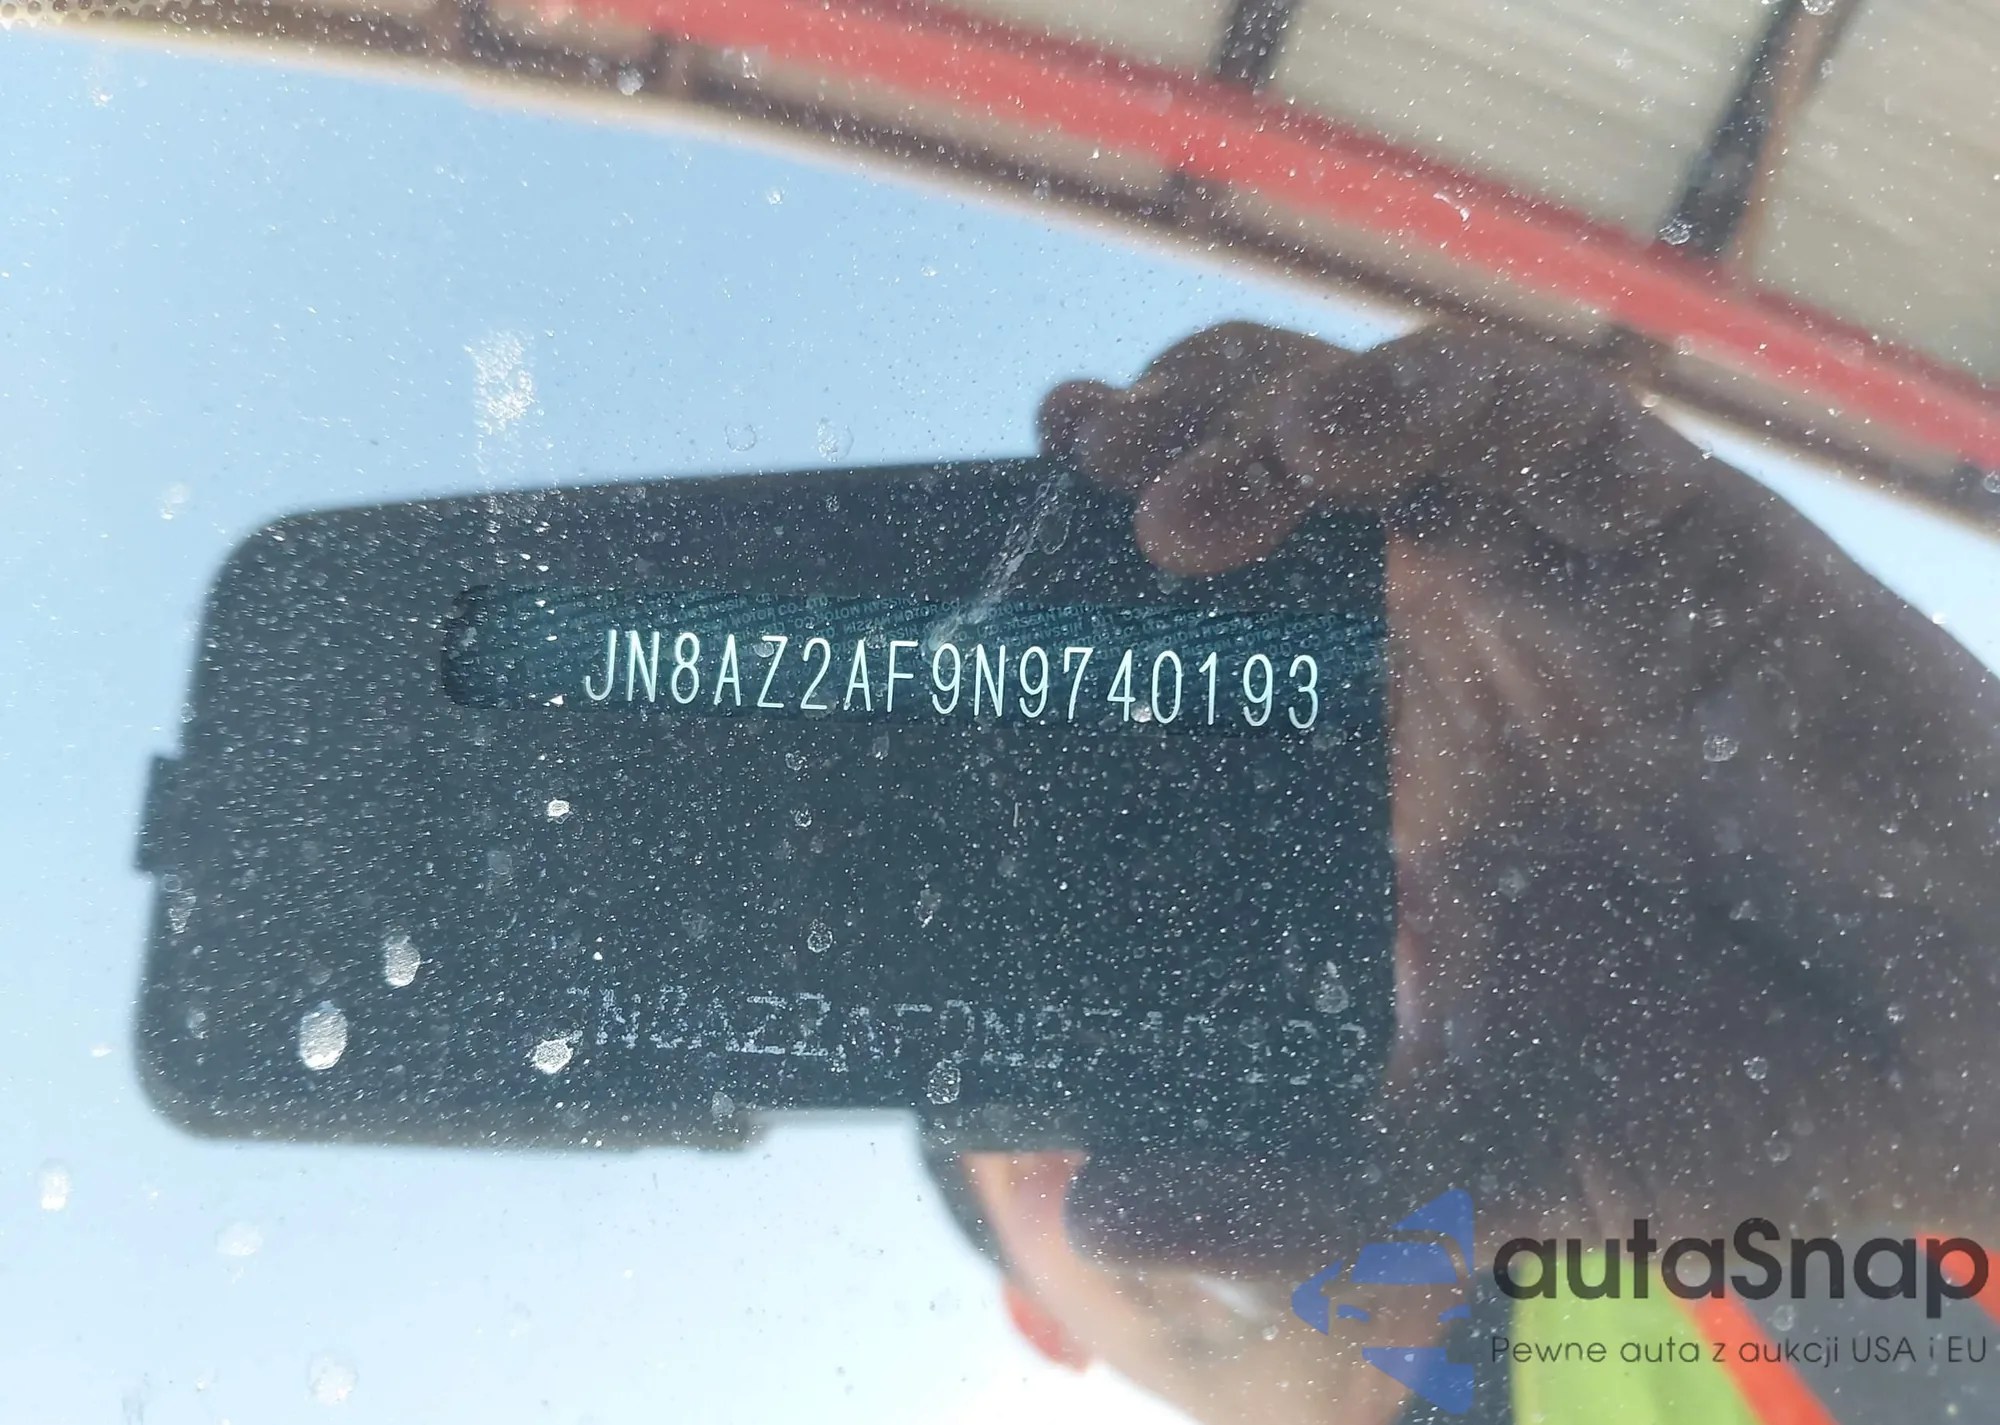 JN8AZ2AF9N9740193
autaSnap
Pewne auta z aukcji USA i EU